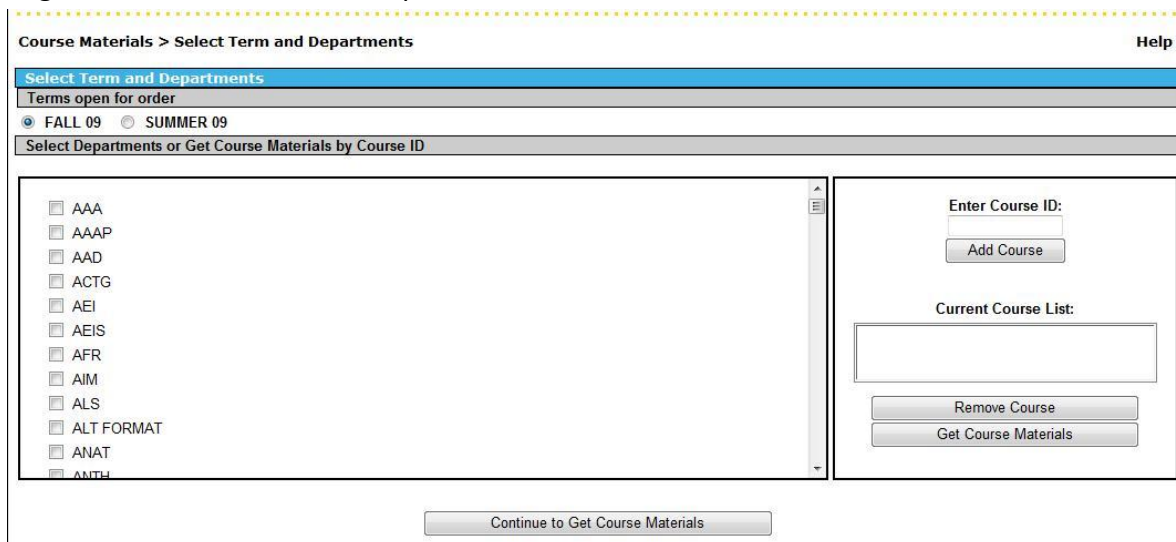 Course Materials > Select Term and Departments
Help
Select Term and Departments
Terms open for order
FALL 09 SUMMER 09
Select Departments or Get Course Materials by Course ID
AAA
AAAP
AAD
ACTG
AEI
AEIS
AFR
AIM
ALS
ALT FORMAT
ANAT
ANTH
Enter Course ID:
Add Course
Current Course List:
Remove Course
Get Course Materials
Continue to Get Course Materials